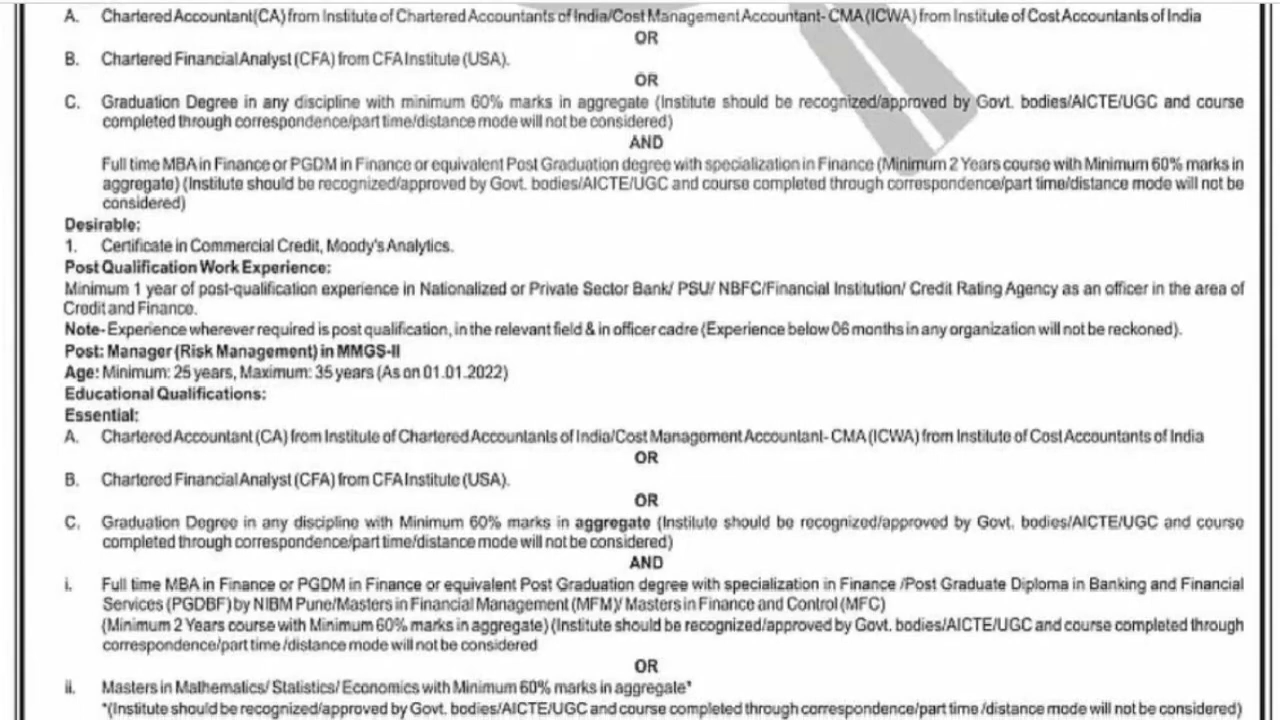 A. Chartered Accountant(CA) from Institute of Chartered Accountants of India/Cost Management Accountant- CMA (ICWA) from Institute of Cost Accountants of India
OR
B. Chartered Financial Analyst (CFA) from CFA Institute (USA).
OR
C. Graduation Degree in any discipline with minimum 60% marks in aggregate (Institute should be recognized/approved by Govt. bodies/AICTE/UGC and course
completed through correspondence/part time/distance mode will not be considered)
AND
Full time MBA in Finance or PGDM in Finance or equivalent Post Graduation degree with specialization in Finance (Minimum 2 Years course with Minimum 60% marks in
aggregate) (Institute should be recognized/approved by Govt. bodies/AICTE/UGC and course completed through correspondence/part time/distance mode will not be
considered)
Desirable:
1. Certificate in Commercial Credit, Moody's Analytics.
Post Qualification Work Experience:
Minimum 1 year of post-qualification experience in Nationalized or Private Sector Bank/ PSU/ NBFC/Financial Institution/ Credit Rating Agency as an officer in the area of
Credit and Finance.
Note- Experience wherever required is post qualification, in the relevant field & in officer cadre (Experience below 06 months in any organization will not be reckoned).
Post: Manager (Risk Management) in MMGS-II
Age: Minimum: 25 years, Maximum: 35 years (As on 01.01.2022)
Educational Qualifications:
Essential:
A. Chartered Accountant (CA) from Institute of Chartered Accountants of India/Cost Management Accountant- CMA (ICWA) from Institute of Cost Accountants of India
OR
B. Chartered Financial Analyst (CFA) from CFA Institute (USA).
OR
C. Graduation Degree in any discipline with Minimum 60% marks in aggregate (Institute should be recognized/approved by Govt. bodies/AICTE/UGC and course
completed through correspondence/part time/distance mode will not be considered)
AND
i. Full time MBA in Finance or PGDM in Finance or equivalent Post Graduation degree with specialization in Finance /Post Graduate Diploma in Banking and Financial
Services (PGDBF) by NIBM Pune/Masters in Financial Management (MFM)/ Masters in Finance and Control (MFC)
(Minimum 2 Years course with Minimum 60% marks in aggregate) (Institute should be recognized/approved by Govt. bodies/AICTE/UGC and course completed through
correspondence/part time /distance mode will not be considered
OR
ii. Masters in Mathematics/ Statistics/ Economics with Minimum 60% marks in aggregate*
*(Institute should be recognized/approved by Govt. bodies/AICTE/UGC and course completed through correspondence/part time /distance mode will not be considered)